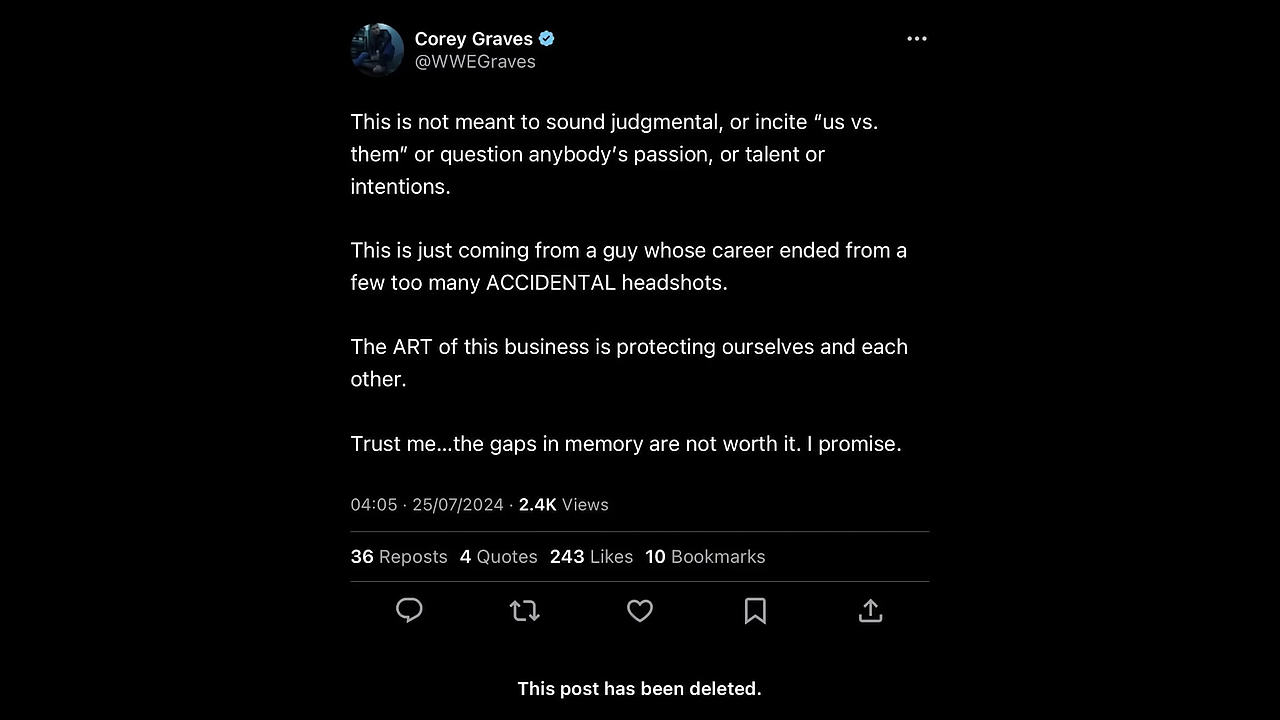 Corey Graves
@WWEGraves
This is not meant to sound judgmental, or incite “us vs.
them” or question anybody’s passion, or talent or
intentions.
This is just coming from a guy whose career ended from a
few too many ACCIDENTAL headshots.
The ART of this business is protecting ourselves and each
other.
Trust me...the gaps in memory are not worth it. I promise.
04:05 · 25/07/2024 · 2.4K Views
36 Reposts 4 Quotes 243 Likes 10 Bookmarks
This post has been deleted.